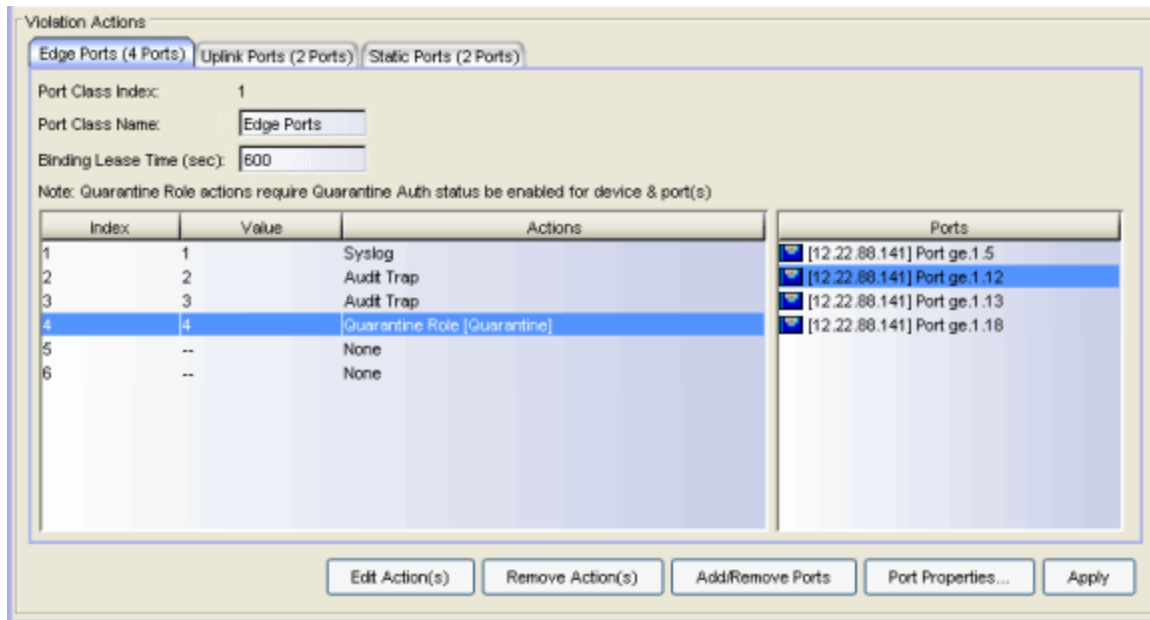 Violation Actions
Edge Ports (4 Ports) Uplink Ports (2 Ports) Static Ports (2 Ports)
Port Class Index: 1
Port Class Name: Edge Ports
Binding Lease Time (sec): 600
Note: Quarantine Role actions require Quarantine Auth status be enabled for device & port(s)
Index Value Actions
1 1 Syslog
2 2 Audit Trap
3 3 Audit Trap
4 4 Quarantine Role [Quarantine]
5 -- None
6 -- None
Ports
[12.22.88.141] Port ge.1.5
[12.22.88.141] Port ge.1.12
[12.22.88.141] Port ge.1.13
[12.22.88.141] Port ge.1.18
Edit Action(s) Remove Action(s) Add/Remove Ports Port Properties... Apply